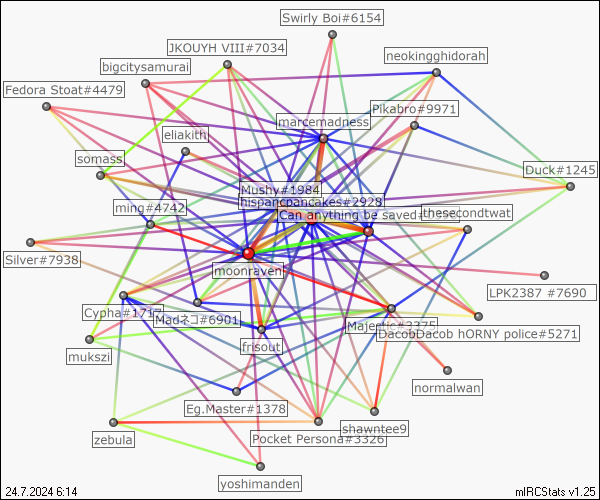 Swirly Boi#6154
JKOUYH VIII#7034
neokingghidorah
bigcitysamurai
Fedora Stoat#4479
Pikabro#9971
marcemadness
eliakith
somass
Duck#1245
Mushy#1984
hispanicpancakes#2928
ming#4742
Can anything be saved
thesecondtwat
Silver#7938
moonraven
LPK2387 #7690
Cypha#1717
Madネコ#6901
Majestic#3375
DacobDacob hORNY police#5271
frisout
mukszi
normalwan
Eg.Master#1378
shawntee9
zebula
Pocket Persona#3326
yoshimanden
24.7.2024 6:14
mIRCStats v1.25